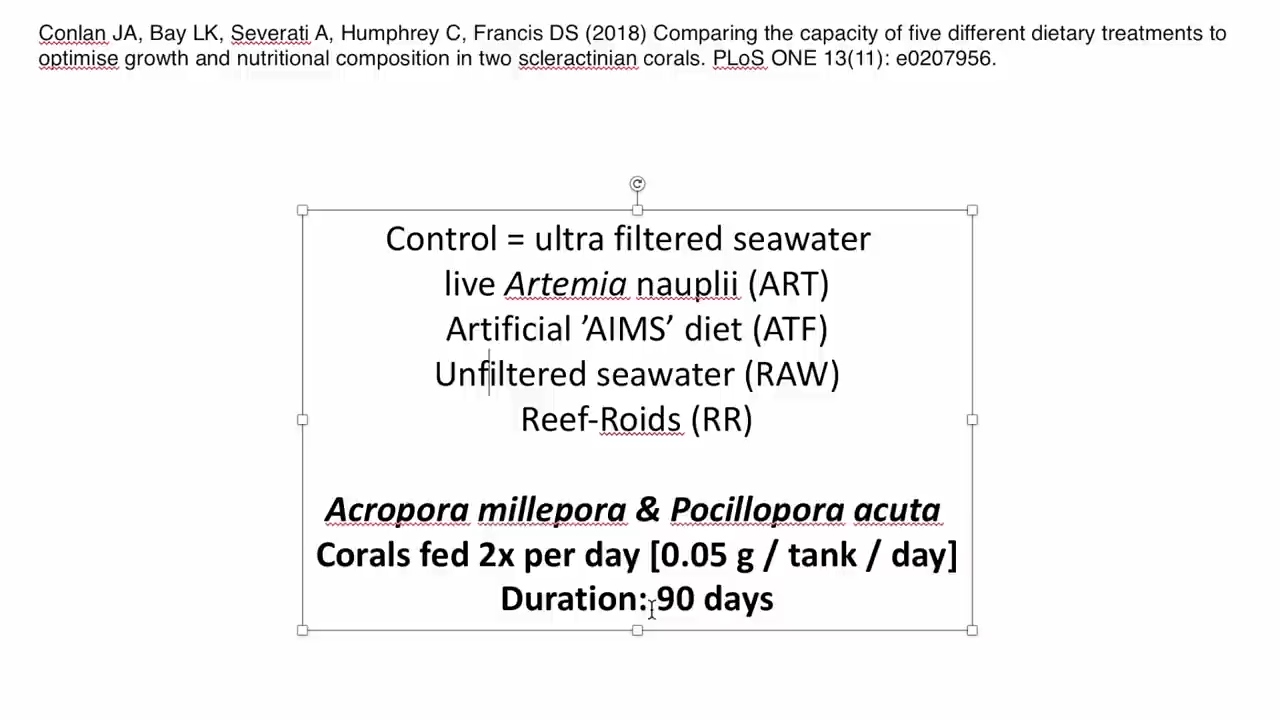 Conlan JA, Bay LK, Severati A, Humphrey C, Francis DS (2018) Comparing the capacity of five different dietary treatments to
optimise growth and nutritional composition in two scleractinian corals. PLoS ONE 13(11): e0207956.
Control = ultra filtered seawater
live Artemia nauplii (ART)
Artificial ’AIMS’ diet (ATF)
Unfiltered seawater (RAW)
Reef-Roids (RR)
Acropora millepora & Pocillopora acuta
Corals fed 2x per day [0.05 g / tank / day]
Duration: 90 days